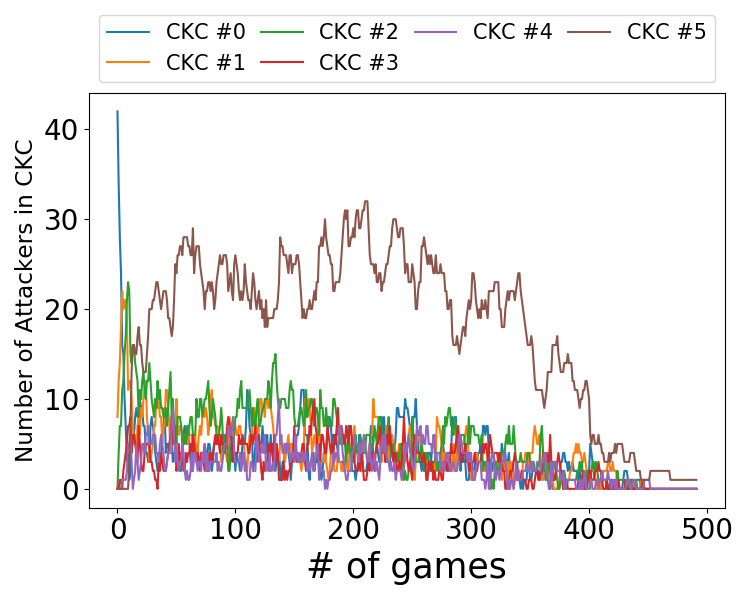 CKC #0 CKC #2 CKC #4 CKC #5
CKC #1 CKC #3
Number of Attackers in CKC
40
30
20
10
0
0 100 200 300 400 500
# of games